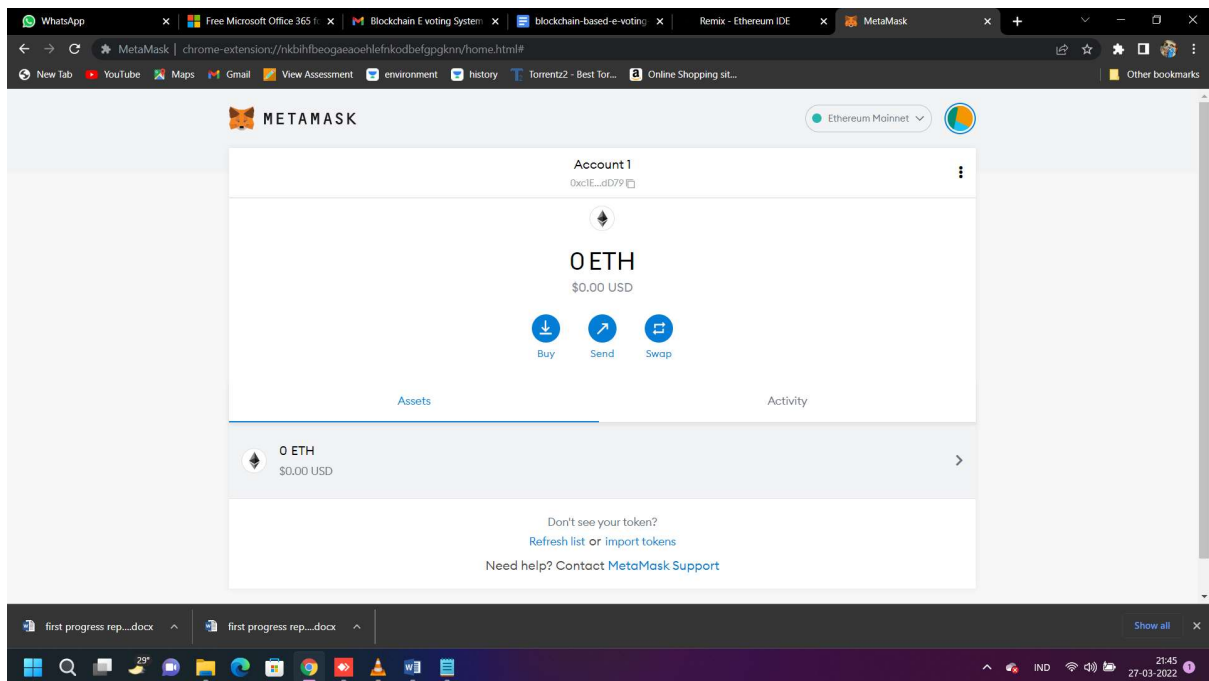 WhatsApp
Free Microsoft Office 365 fo
Blockchain E voting System
blockchain-based-e-voting
Remix - Ethereum IDE
MetaMask
MetaMask | chrome-extension://nkbihfbeogaeaoehlefnkodbefgpgknn/home.html#
New Tab YouTube Maps Gmail View Assessment environment history Torrentz2 - Best Tor... Online Shopping sit... Other bookmarks
METAMASK
Ethereum Mainnet
Account 1
0xc1E...dD79
0 ETH
$0.00 USD
Buy Send Swap
Assets Activity
0 ETH
$0.00 USD
Don't see your token?
Refresh list or import tokens
Need help? Contact MetaMask Support
first progress rep....docx first progress rep....docx Show all
29°
IND
21:45
27-03-2022
1